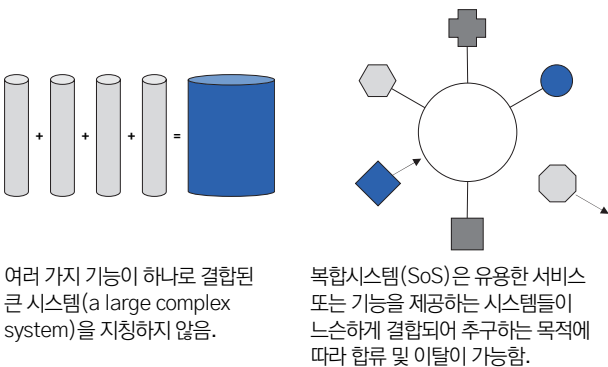 + + + =
여러 가지 기능이 하나로 결합된
큰 시스템(a large complex
system)을 지칭하지 않음.
복합시스템(SoS)은 유용한 서비스
또는 기능을 제공하는 시스템들이
느슨하게 결합되어 추구하는 목적에
따라 합류 및 이탈이 가능함.